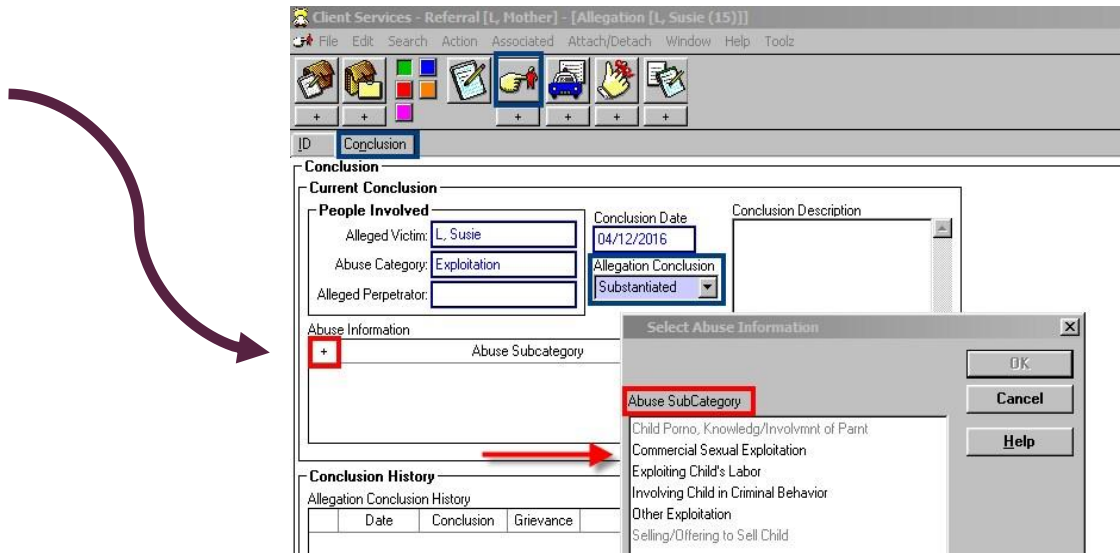 Client Services - Referral [L, Mother] - [Allegation [L, Susie (15)]]
File Edit Search Action Associated Attach/Detach Window Help Toolz
+ + + + + +
ID Conclusion
Conclusion
Current Conclusion
People Involved
Alleged Victim: L, Susie
Abuse Category: Exploitation
Alleged Perpetrator:
Conclusion Date
04/12/2016
Allegation Conclusion
Substantiated
Conclusion Description
Abuse Information
+ Abuse Subcategory
Select Abuse Information
X
OK
Cancel
Help
Abuse SubCategory
Child Porno, Knowledg/Involvmnt of Parnt
Commercial Sexual Exploitation
Exploiting Child's Labor
Involving Child in Criminal Behavior
Other Exploitation
Selling/Offering to Sell Child
Conclusion History
Allegation Conclusion History
Date Conclusion Grievance